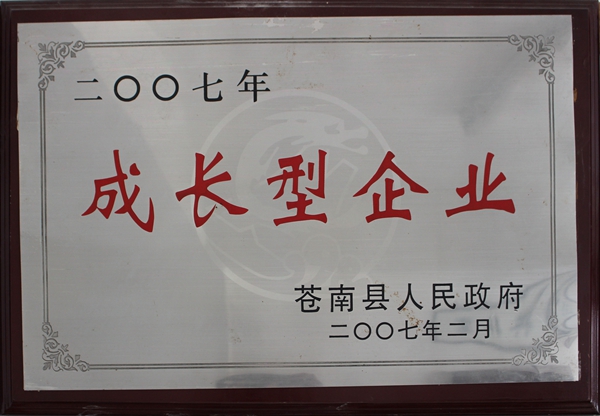 二〇〇七年
成长型企业
苍南县人民政府
二〇〇七年二月